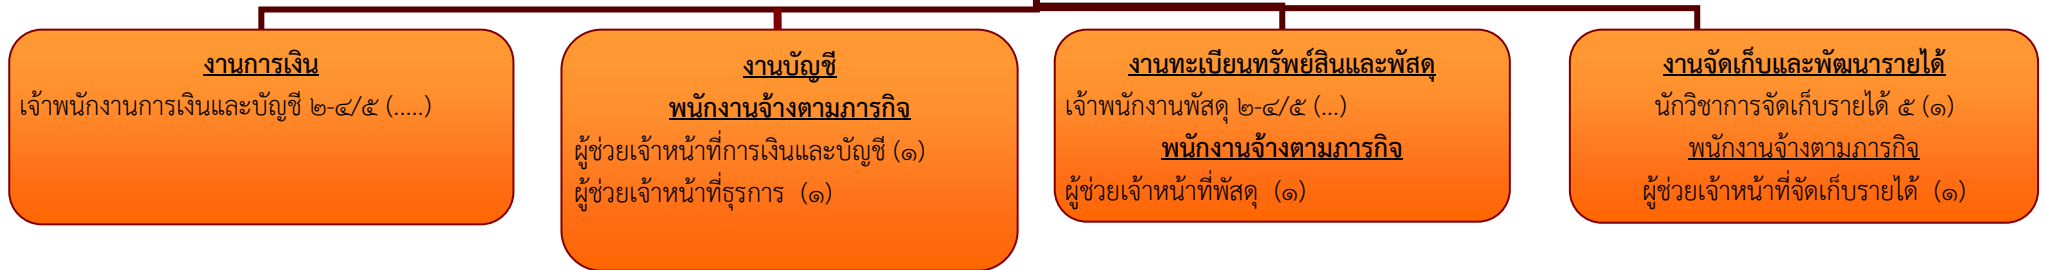 งานการเงิน
เจ้าพนักงานการเงินและบัญชี ๒-๔/๕ (.....)
งานบัญชี
พนักงานจ้างตามภารกิจ
ผู้ช่วยเจ้าหน้าที่การเงินและบัญชี (๑)
ผู้ช่วยเจ้าหน้าที่ธุรการ (๑)
งานทะเบียนทรัพย์สินและพัสดุ
เจ้าพนักงานพัสดุ ๒-๔/๕ (...)
พนักงานจ้างตามภารกิจ
ผู้ช่วยเจ้าหน้าที่พัสดุ (๑)
งานจัดเก็บและพัฒนารายได้
นักวิชาการจัดเก็บรายได้ ๕ (๑)
พนักงานจ้างตามภารกิจ
ผู้ช่วยเจ้าหน้าที่จัดเก็บรายได้ (๑)